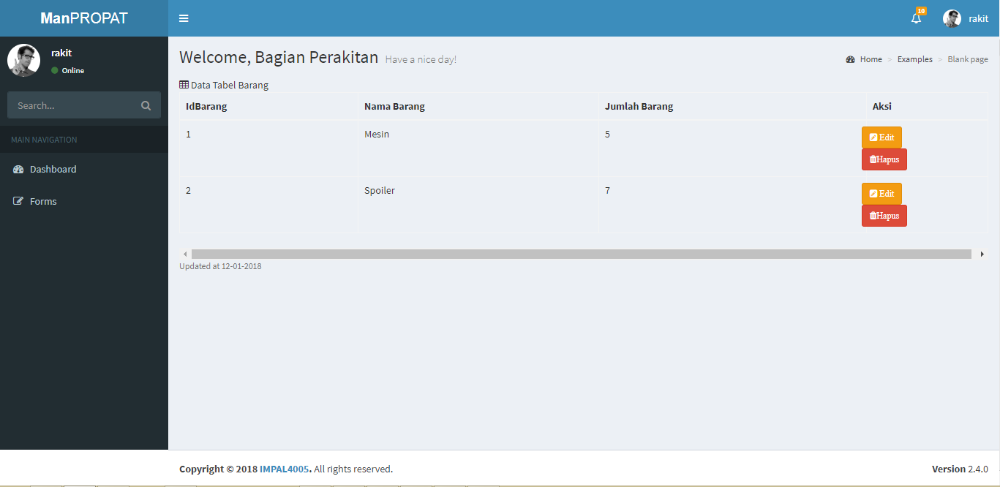 ManPROPAT
10
rakit
rakit
Online
Search...
MAIN NAVIGATION
Dashboard
Forms
Welcome, Bagian Perakitan Have a nice day!
Home > Examples > Blank page
Data Tabel Barang
IdBarang Nama Barang Jumlah Barang Aksi
1 Mesin 5 Edit
Hapus
2 Spoiler 7 Edit
Hapus
Updated at 12-01-2018
Copyright © 2018 IMPAL4005. All rights reserved.
Version 2.4.0